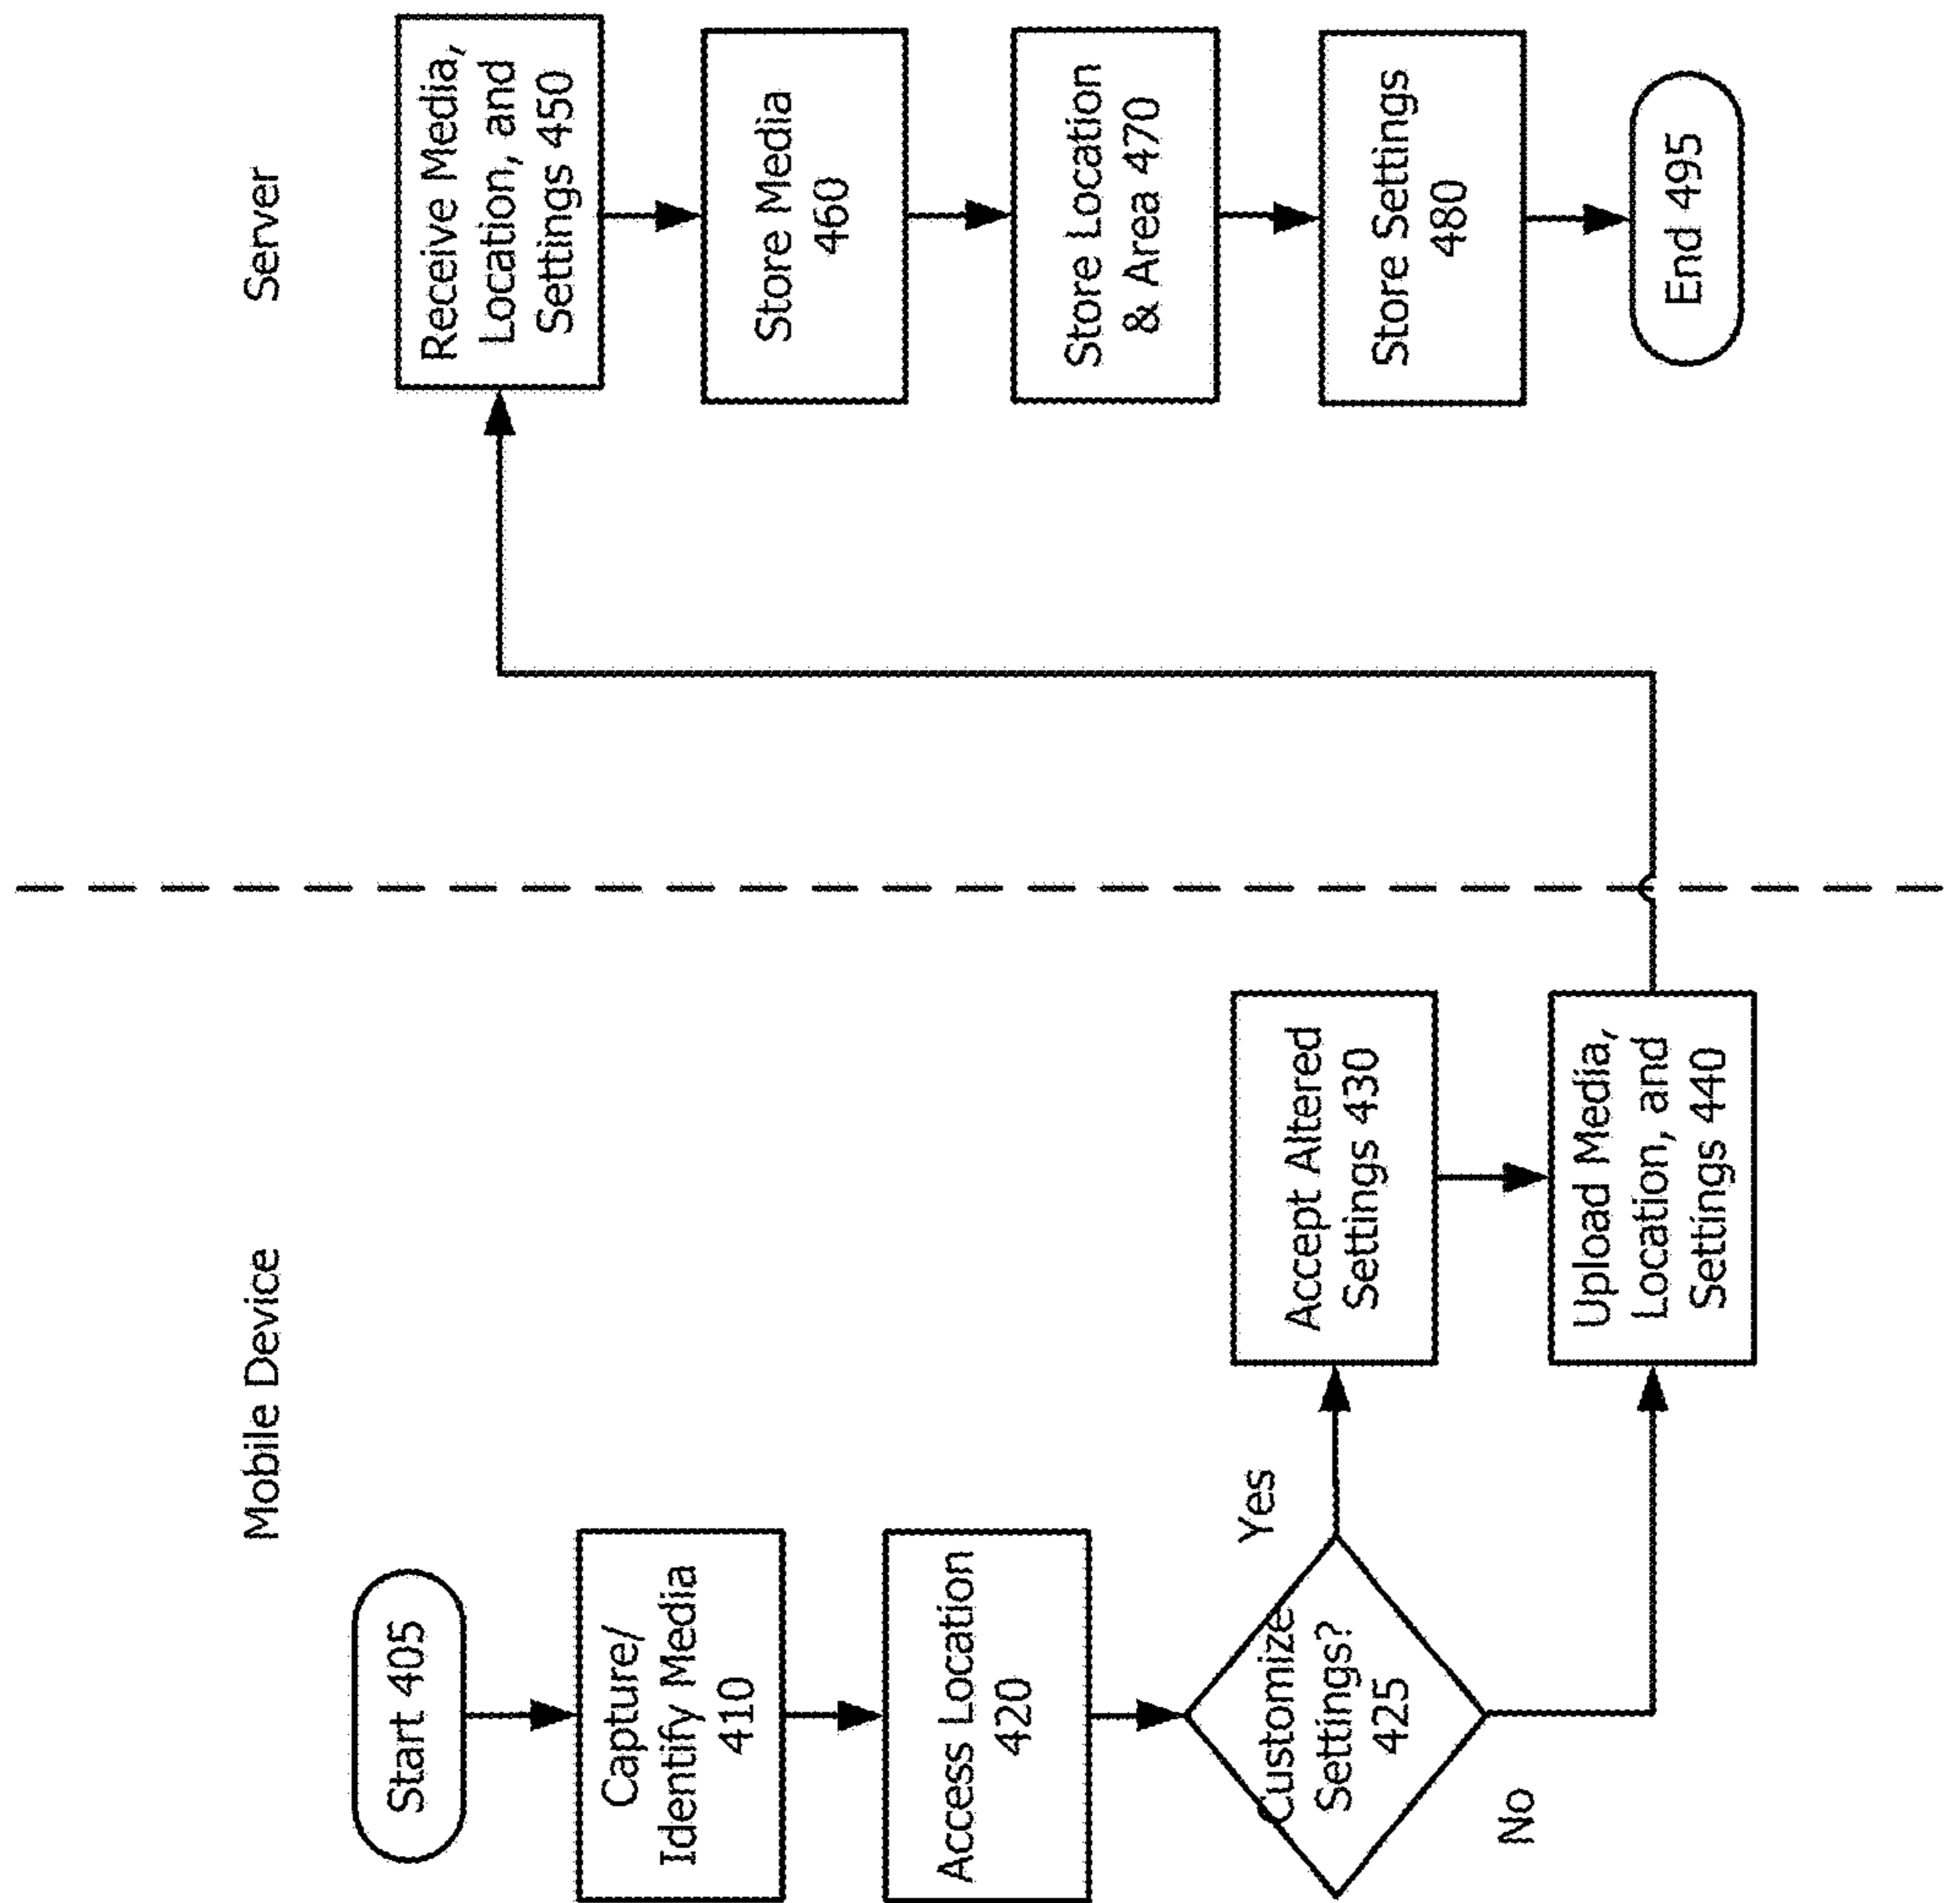 Mobile Device
Start 405
Capture/
Identify Media
410
Access Location
420
Customize
Settings?
425
Yes
No
Accept Altered
Settings 430
Upload Media,
Location, and
Settings 440
Server
Receive Media,
Location, and
Settings 450
Store Media
460
Store Location
& Area 470
Store Settings
480
End 495